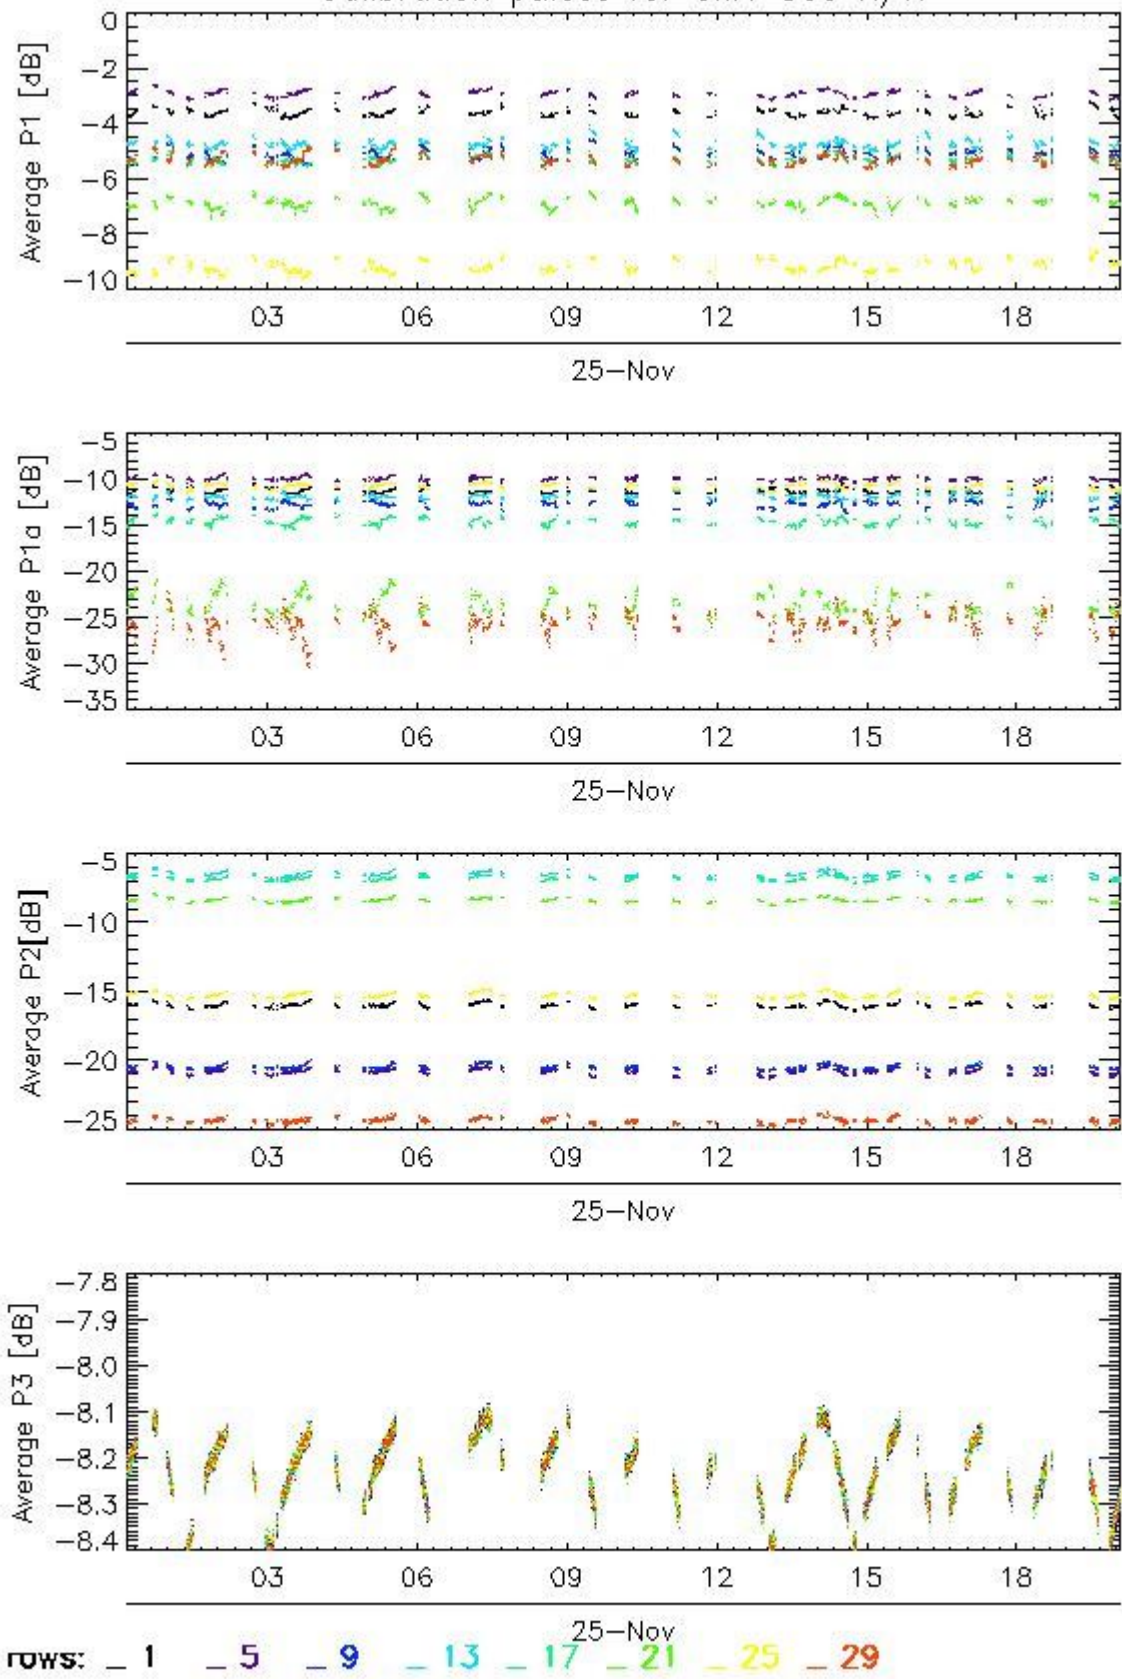 0
−2
−4
−6
−8
−10
Average P1 [dB]
03 06 09 12 15 18
25−Nov
−5
−10
−15
−20
−25
−30
−35
Average P1a [dB]
03 06 09 12 15 18
25−Nov
−5
−10
−15
−20
−25
Average P2[dB]
03 06 09 12 15 18
25−Nov
−7.8
−7.9
−8.0
−8.1
−8.2
−8.3
−8.4
Average P3 [dB]
03 06 09 12 15 18
25−Nov
rows: _ 1 _ 5 _ 9 _ 13 _ 17 _ 21 _ 25 _ 29